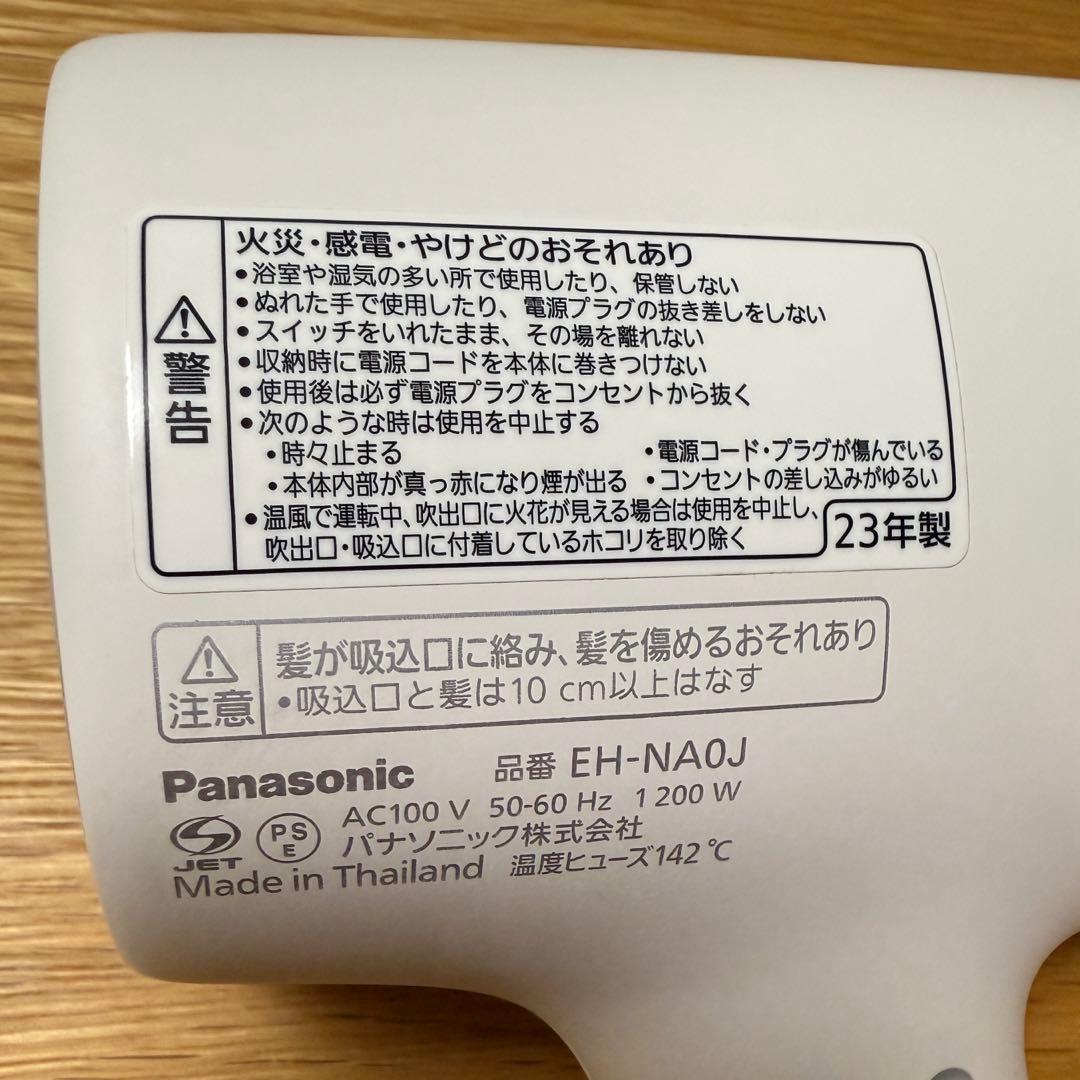 警告
火災・感電・やけどのおそれあり
•浴室や湿気の多い所で使用したり、保管しない
•ぬれた手で使用したり、電源プラグの抜き差しをしない
•スイッチをいれたまま、その場を離れない
•収納時に電源コードを本体に巻きつけない
•使用後は必ず電源プラグをコンセントから抜く
•次のような時は使用を中止する
•時々止まる •電源コード・プラグが傷んでいる
•本体内部が真っ赤になり煙が出る •コンセントの差し込みがゆるい
•温風で運転中、吹出口に火花が見える場合は使用を中止し、
吹出口・吸込口に付着しているホコリを取り除く
23年製
注意
髪が吸込口に絡み、髪を傷めるおそれあり
•吸込口と髪は10 cm以上はなす
Panasonic 品番 EH-NA0J
AC100 V 50-60 Hz 1 200 W
JET PSE パナソニック株式会社
Made in Thailand 温度ヒューズ142℃